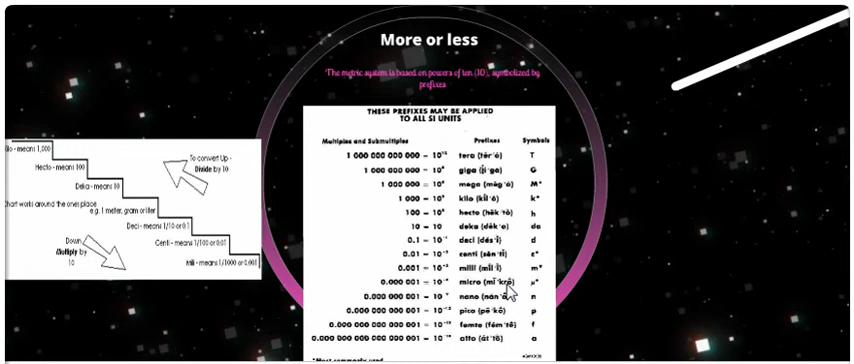 More or less
The metric system is based on powers of ten (10), symbolized by
prefixes
THESE PREFIXES MAY BE APPLIED
TO ALL SI UNITS
Multiples and Submultiples Prefixes Symbols
1 000 000 000 000 = 10¹² tera (tĕr´ȧ) T
1 000 000 000 = 10⁹ giga (jĭ´gȧ) G
1 000 000 = 10⁶ mega (mĕg´ȧ) M*
1 000 = 10³ kilo (kĭl´ō) k*
100 = 10² hecto (hĕk´tō) h
10 = 10 deka (dĕk´ȧ) da
0.1 = 10⁻¹ deci (dĕs´ĭ) d
0.01 = 10⁻² centi (sĕn´tĭ) c*
0.001 = 10⁻³ milli (mĭl´ĭ) m*
0.000 001 = 10⁻⁶ micro (mī´krō) μ*
0.000 000 001 = 10⁻⁹ nano (năn´ō) n
0.000 000 000 001 = 10⁻¹² pico (pē´kō) p
0.000 000 000 000 001 = 10⁻¹⁵ femto (fĕm´tō) f
0.000 000 000 000 000 001 = 10⁻¹⁸ atto (ăt´tō) a
*Most commonly used
- means 1,000
Hecto - means 100
Deka - means 10
To convert Up -
Divide by 10
Chart works around the ones place
e.g. 1 meter, gram or liter
Deci - means 1/10 or 0.1
Centi - means 1/100 or 0.01
Milli - means 1/1000 or 0.001
Down
Multiply by
10